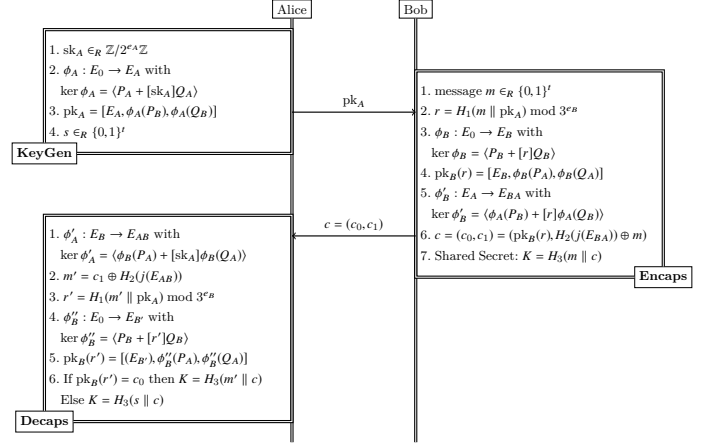 Alice
Bob
1. sk_A ∈_R ℤ/2^{e_A}ℤ
2. ϕ_A : E_0 → E_A with
ker ϕ_A = ⟨P_A + [sk_A]Q_A⟩
3. pk_A = [E_A, ϕ_A(P_B), ϕ_A(Q_B)]
4. s ∈_R {0, 1}^t
KeyGen
pk_A
1. message m ∈_R {0, 1}^t
2. r = H_1(m ∥ pk_A) mod 3^{e_B}
3. ϕ_B : E_0 → E_B with
ker ϕ_B = ⟨P_B + [r]Q_B⟩
4. pk_B(r) = [E_B, ϕ_B(P_A), ϕ_B(Q_A)]
5. ϕ′_B : E_A → E_{BA} with
ker ϕ′_B = ⟨ϕ_A(P_B) + [r]ϕ_A(Q_B)⟩
6. c = (c_0, c_1) = (pk_B(r), H_2(j(E_{BA})) ⊕ m)
7. Shared Secret: K = H_3(m ∥ c)
Encaps
c = (c_0, c_1)
1. ϕ′_A : E_B → E_{AB} with
ker ϕ′_A = ⟨ϕ_B(P_A) + [sk_A]ϕ_B(Q_A)⟩
2. m′ = c_1 ⊕ H_2(j(E_{AB}))
3. r′ = H_1(m′ ∥ pk_A) mod 3^{e_B}
4. ϕ″_B : E_0 → E_{B′} with
ker ϕ″_B = ⟨P_B + [r′]Q_B⟩
5. pk_B(r′) = [(E_{B′}), ϕ″_B(P_A), ϕ″_B(Q_A)]
6. If pk_B(r′) = c_0 then K = H_3(m′ ∥ c)
Else K = H_3(s ∥ c)
Decaps